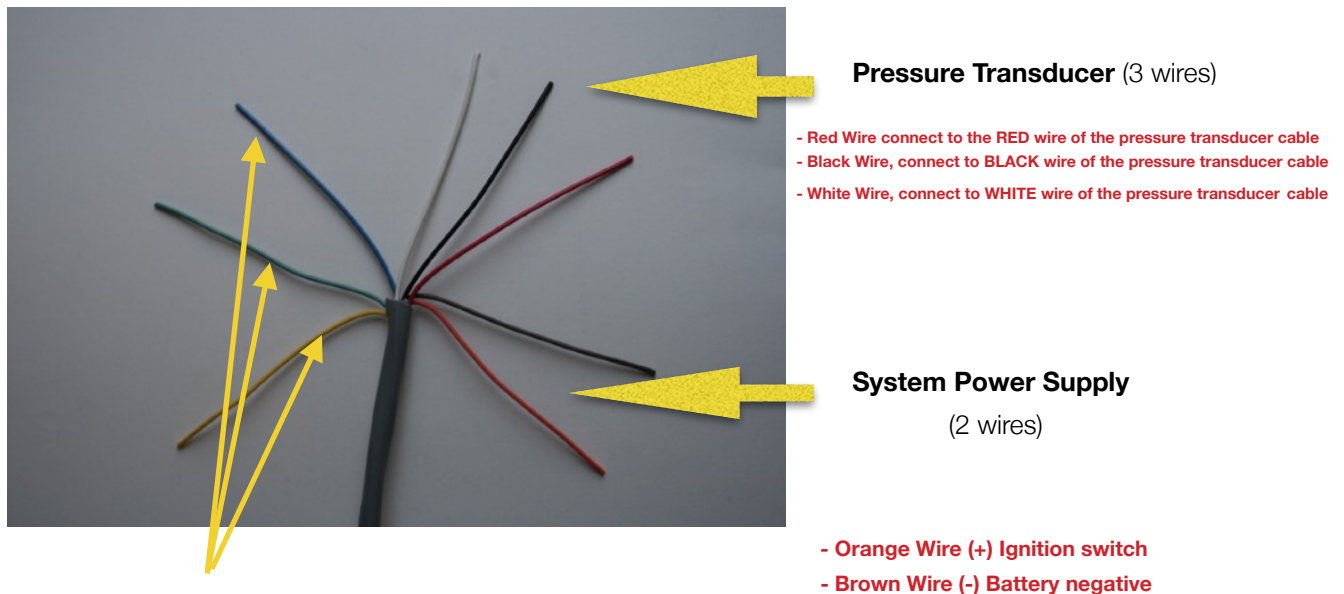 Pressure Transducer (3 wires)
- Red Wire connect to the RED wire of the pressure transducer cable
- Black Wire, connect to BLACK wire of the pressure transducer cable
- White Wire, connect to WHITE wire of the pressure transducer cable
System Power Supply
(2 wires)
- Orange Wire (+) Ignition switch
- Brown Wire (-) Battery negative